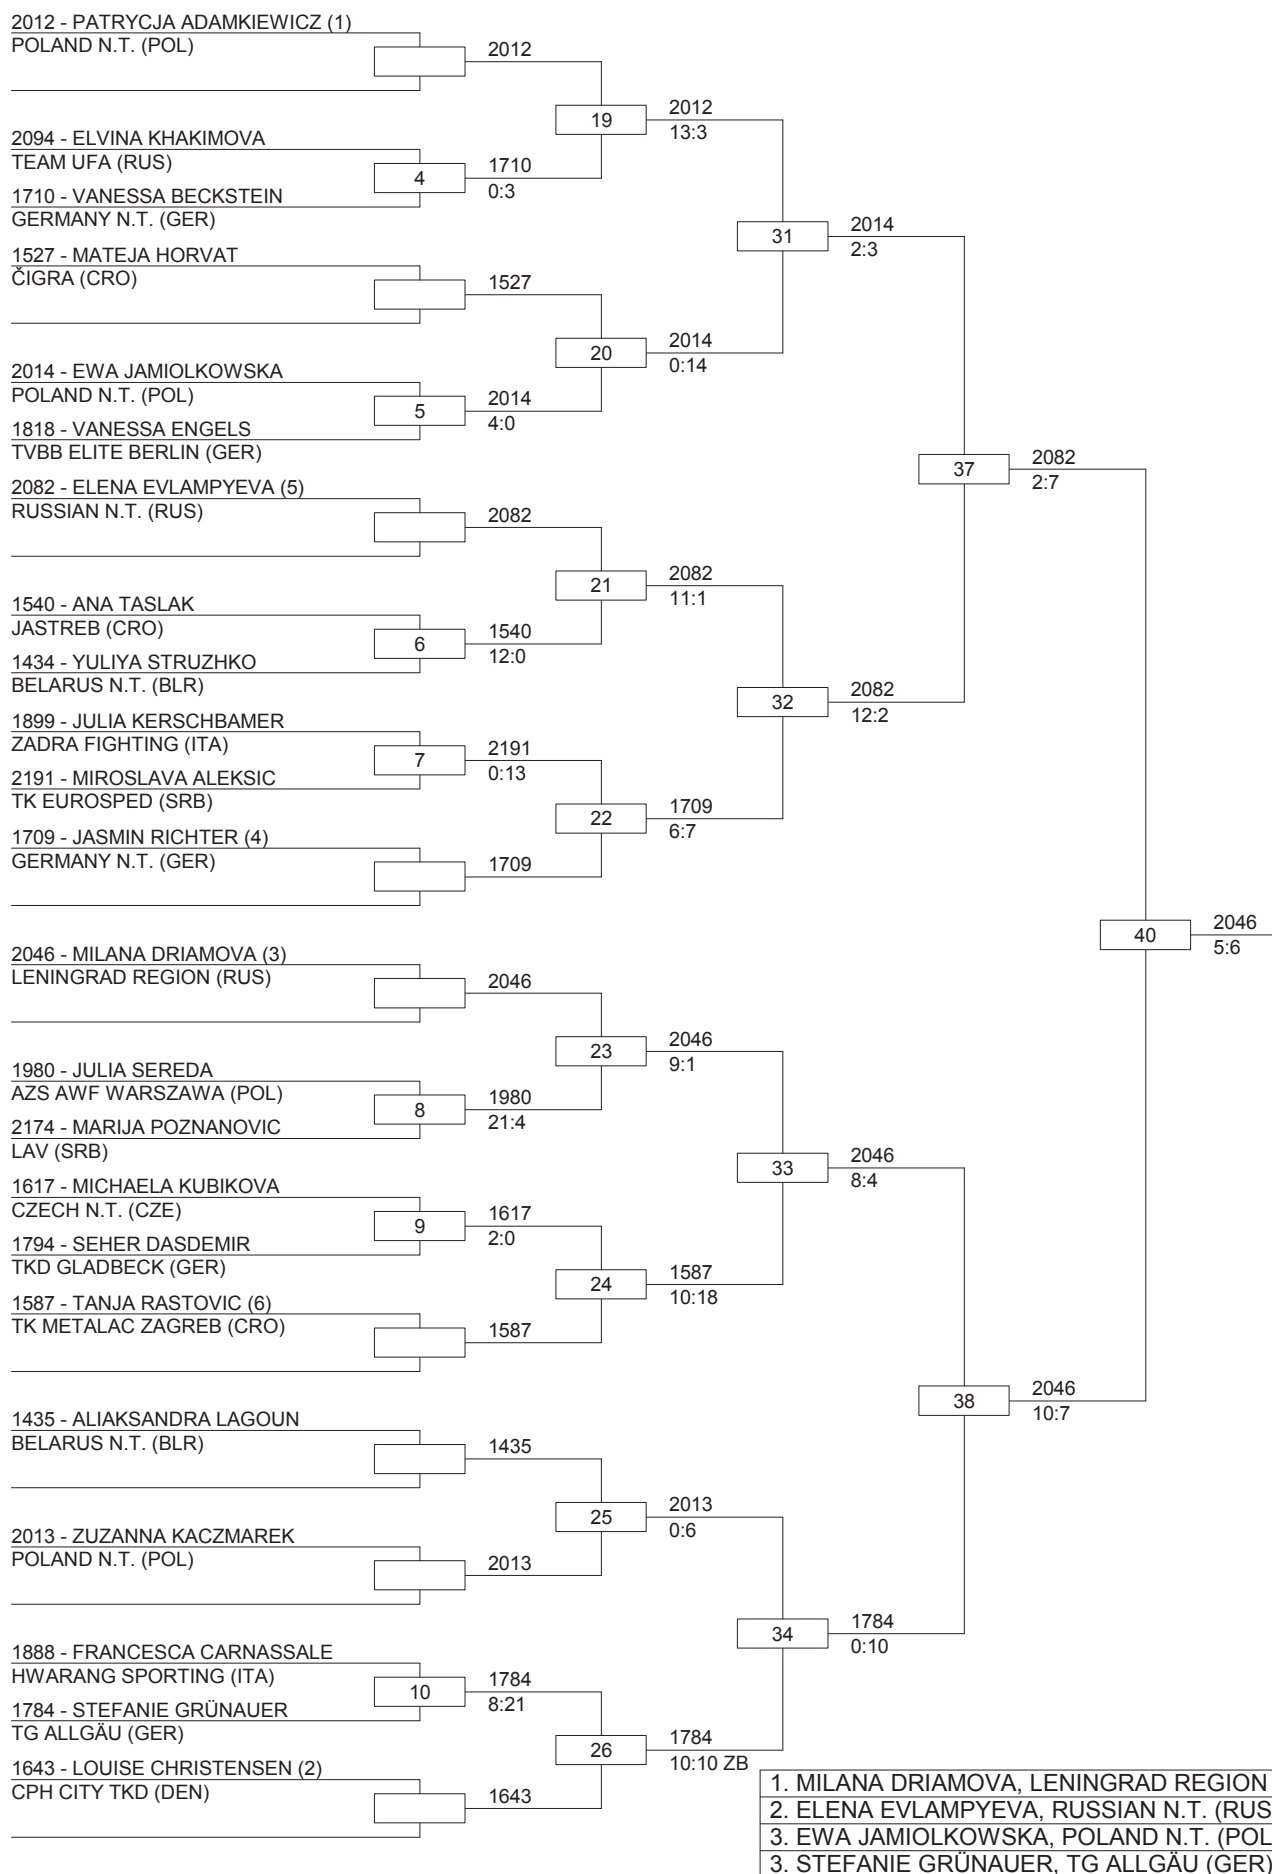 2012 - PATRYCJA ADAMKIEWICZ (1)
POLAND N.T. (POL)
2012
19
2012
13:3
2094 - ELVINA KHAKIMOVA
TEAM UFA (RUS)
4
1710
0:3
1710 - VANESSA BECKSTEIN
GERMANY N.T. (GER)
31
2014
2:3
1527 - MATEJA HORVAT
ČIGRA (CRO)
1527
20
2014
0:14
2014 - EWA JAMIOLKOWSKA
POLAND N.T. (POL)
5
2014
4:0
1818 - VANESSA ENGELS
TVBB ELITE BERLIN (GER)
37
2082
2:7
2082 - ELENA EVLAMPYEVA (5)
RUSSIAN N.T. (RUS)
2082
21
2082
11:1
1540 - ANA TASLAK
JASTREB (CRO)
6
1540
12:0
1434 - YULIYA STRUZHKO
BELARUS N.T. (BLR)
32
2082
12:2
1899 - JULIA KERSCHBAMER
ZADRA FIGHTING (ITA)
7
2191
0:13
2191 - MIROSLAVA ALEKSIC
TK EUROSPED (SRB)
22
1709
6:7
1709 - JASMIN RICHTER (4)
GERMANY N.T. (GER)
1709
40
2046
5:6
2046 - MILANA DRIAMOVA (3)
LENINGRAD REGION (RUS)
2046
23
2046
9:1
1980 - JULIA SEREDA
AZS AWF WARSZAWA (POL)
8
1980
21:4
2174 - MARIJA POZNANOVIC
LAV (SRB)
33
2046
8:4
1617 - MICHAELA KUBIKOVA
CZECH N.T. (CZE)
9
1617
2:0
1794 - SEHER DASDEMIR
TKD GLADBECK (GER)
24
1587
10:18
1587 - TANJA RASTOVIC (6)
TK METALAC ZAGREB (CRO)
1587
38
2046
10:7
1435 - ALIAKSANDRA LAGOUN
BELARUS N.T. (BLR)
1435
25
2013
0:6
2013 - ZUZANNA KACZMAREK
POLAND N.T. (POL)
2013
34
1784
0:10
1888 - FRANCESCA CARNASSALE
HWARANG SPORTING (ITA)
10
1784
8:21
1784 - STEFANIE GRÜNAUER
TG ALLGÄU (GER)
26
1784
10:10 ZB
1643 - LOUISE CHRISTENSEN (2)
CPH CITY TKD (DEN)
1643
1. MILANA DRIAMOVA, LENINGRAD REGION
2. ELENA EVLAMPYEVA, RUSSIAN N.T. (RUS
3. EWA JAMIOLKOWSKA, POLAND N.T. (POL
3. STEFANIE GRÜNAUER, TG ALLGÄU (GER)